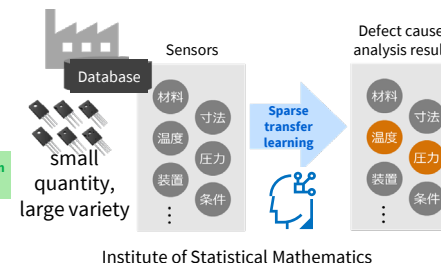 Sensors
Defect cause
analysis result
Database
材料
寸法
温度
圧力
装置
条件
Sparse
transfer
learning
材料
寸法
温度
圧力
装置
条件
small
quantity,
large variety
Institute of Statistical Mathematics